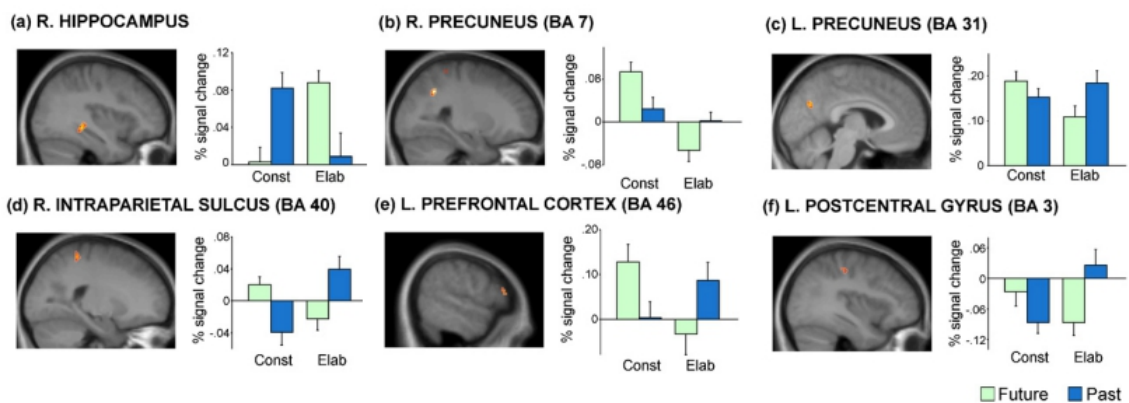 (a) R. HIPPOCAMPUS
% signal change
.12
.08
.04
0
Const Elab
(b) R. PRECUNEUS (BA 7)
% signal change
.08
0
-.08
Const Elab
(c) L. PRECUNEUS (BA 31)
% signal change
.20
.10
0
Const Elab
(d) R. INTRAPARIETAL SULCUS (BA 40)
% signal change
.08
.04
0
-.04
Const Elab
(e) L. PREFRONTAL CORTEX (BA 46)
% signal change
.20
.10
0
Const Elab
(f) L. POSTCENTRAL GYRUS (BA 3)
% signal change
.06
0
-.06
-.12
Const Elab
Future Past